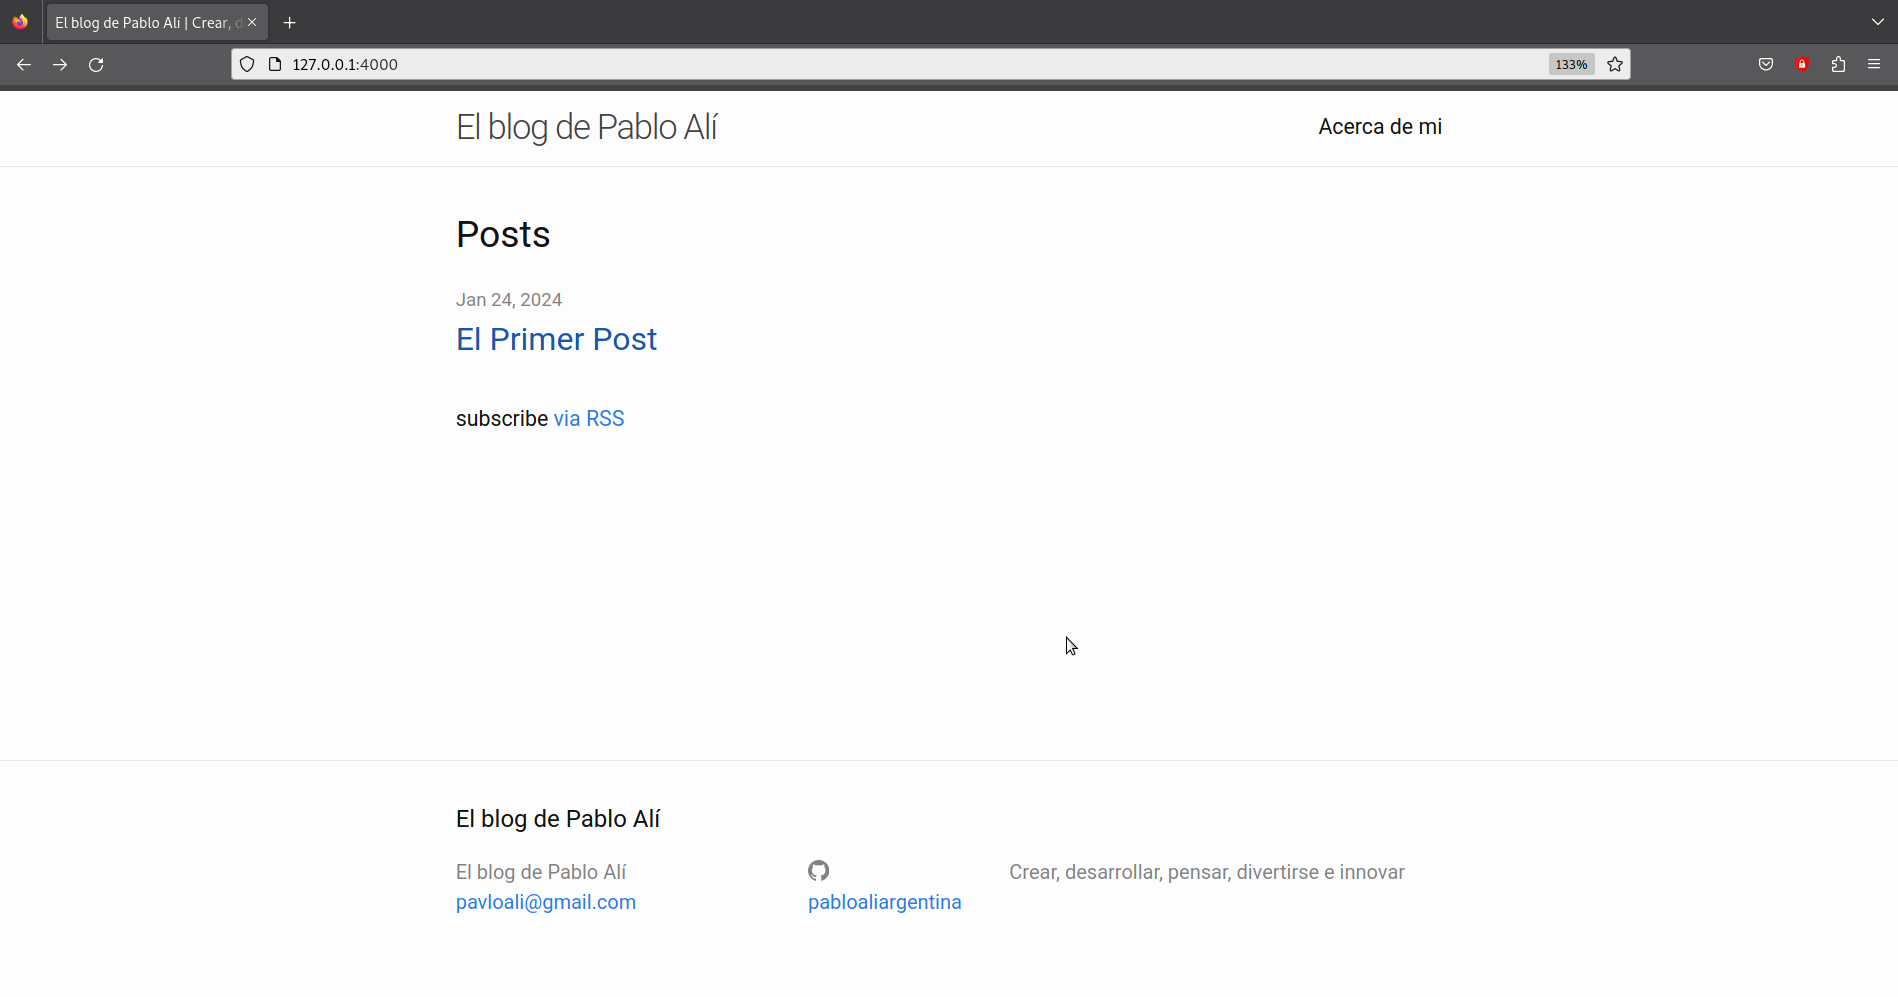 El blog de Pablo Alí | Crear, d
127.0.0.1:4000
133%
El blog de Pablo Alí
Acerca de mi
Posts
Jan 24, 2024
El Primer Post
subscribe via RSS
El blog de Pablo Alí
El blog de Pablo Alí
pavloali@gmail.com
pabloaliargentina
Crear, desarrollar, pensar, divertirse e innovar